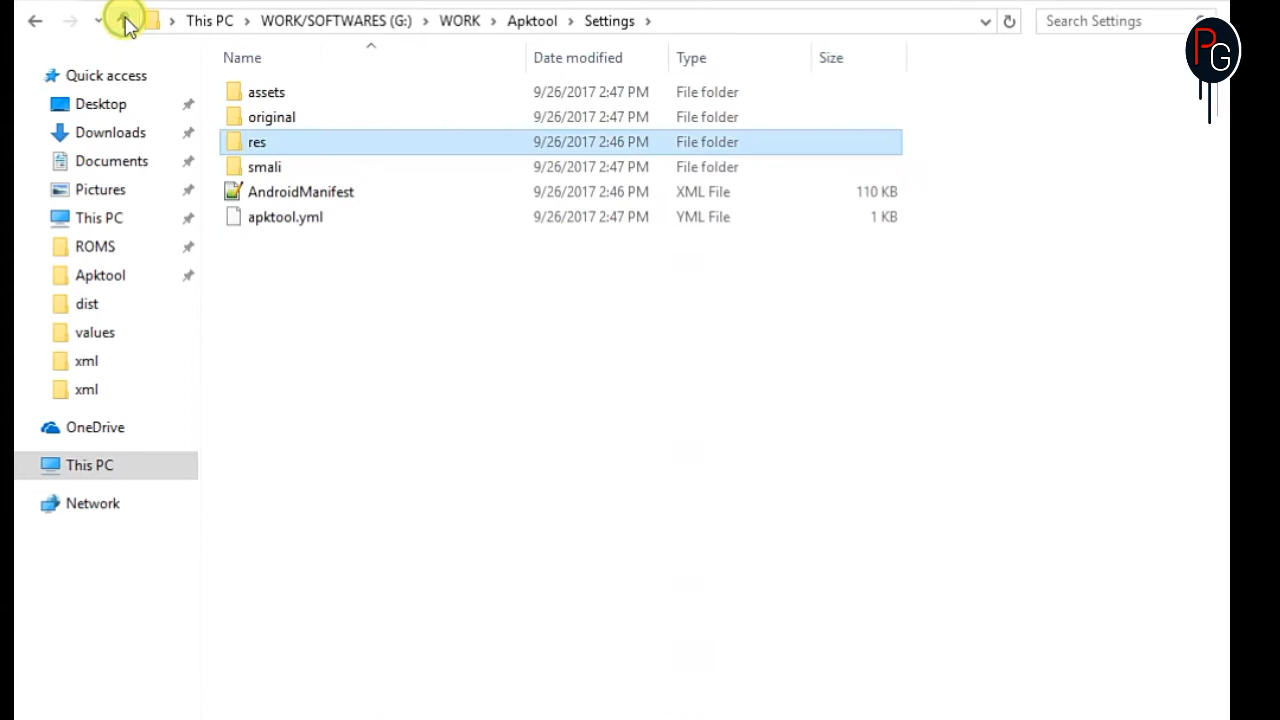 This PC > WORK/SOFTWARES (G:) > WORK > Apktool > Settings >
Search Settings
PG
Quick access
Desktop
Downloads
Documents
Pictures
This PC
ROMS
Apktool
dist
values
xml
xml
OneDrive
This PC
Network
Name Date modified Type Size
assets 9/26/2017 2:47 PM File folder
original 9/26/2017 2:47 PM File folder
res 9/26/2017 2:46 PM File folder
smali 9/26/2017 2:47 PM File folder
AndroidManifest 9/26/2017 2:46 PM XML File 110 KB
apktool.yml 9/26/2017 2:47 PM YML File 1 KB